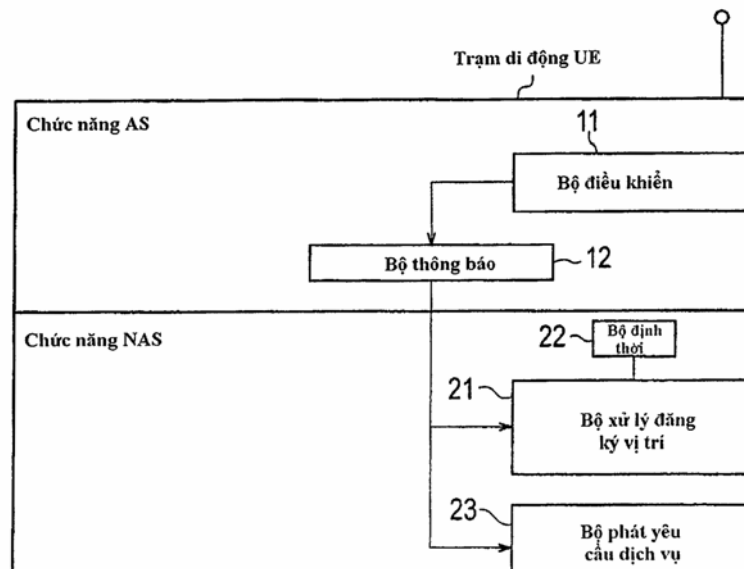 Trạm di động UE
Chức năng AS
11
Bộ điều khiển
Bộ thông báo
12
Chức năng NAS
22
Bộ định
thời
21
Bộ xử lý đăng
ký vị trí
23
Bộ phát yêu
cầu dịch vụ